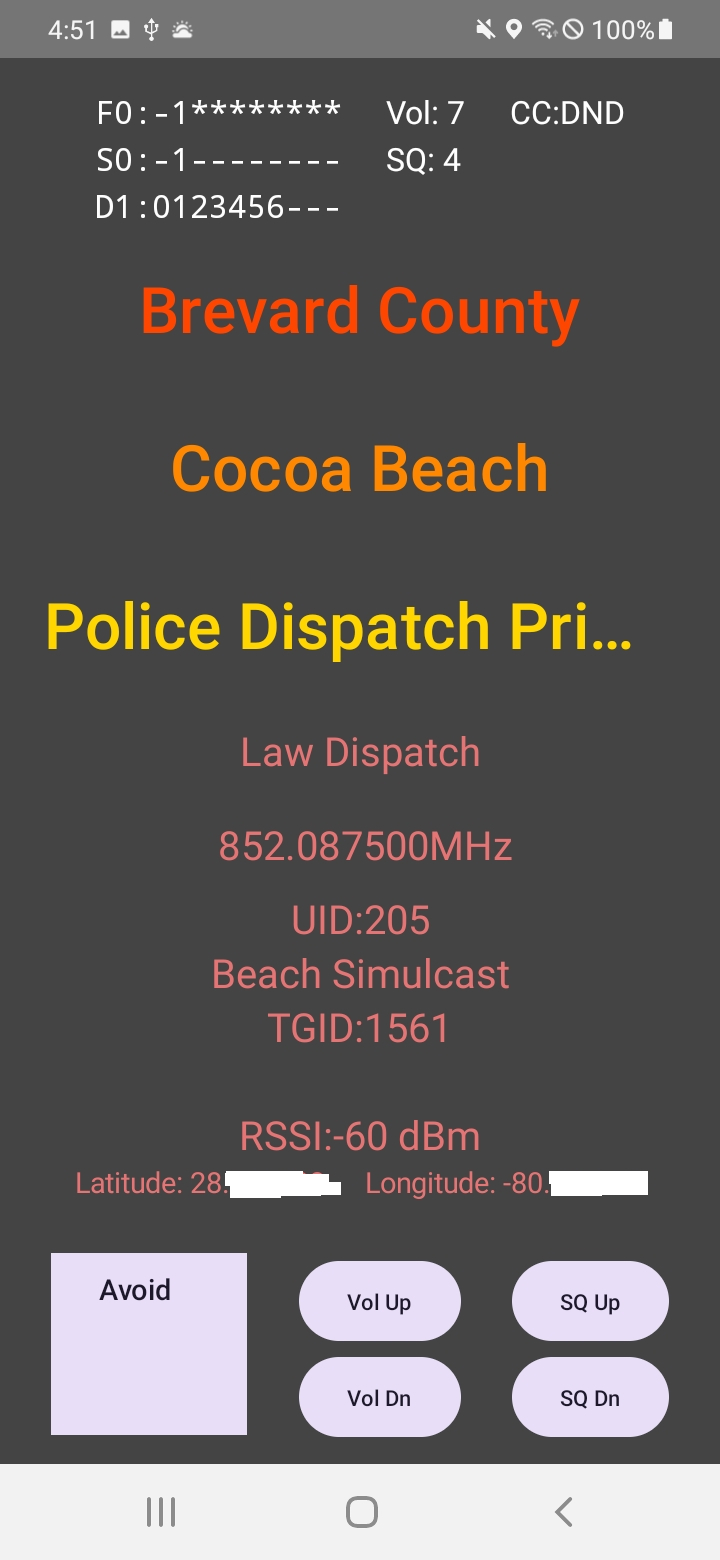 4:51 100%
F0:-1******** Vol: 7 CC:DND
S0:-1-------- SQ: 4
D1:0123456---
Brevard County
Cocoa Beach
Police Dispatch Pri...
Law Dispatch
852.087500MHz
UID:205
Beach Simulcast
TGID:1561
RSSI:-60 dBm
Latitude: 28. Longitude: -80.
Avoid
Vol Up SQ Up
Vol Dn SQ Dn